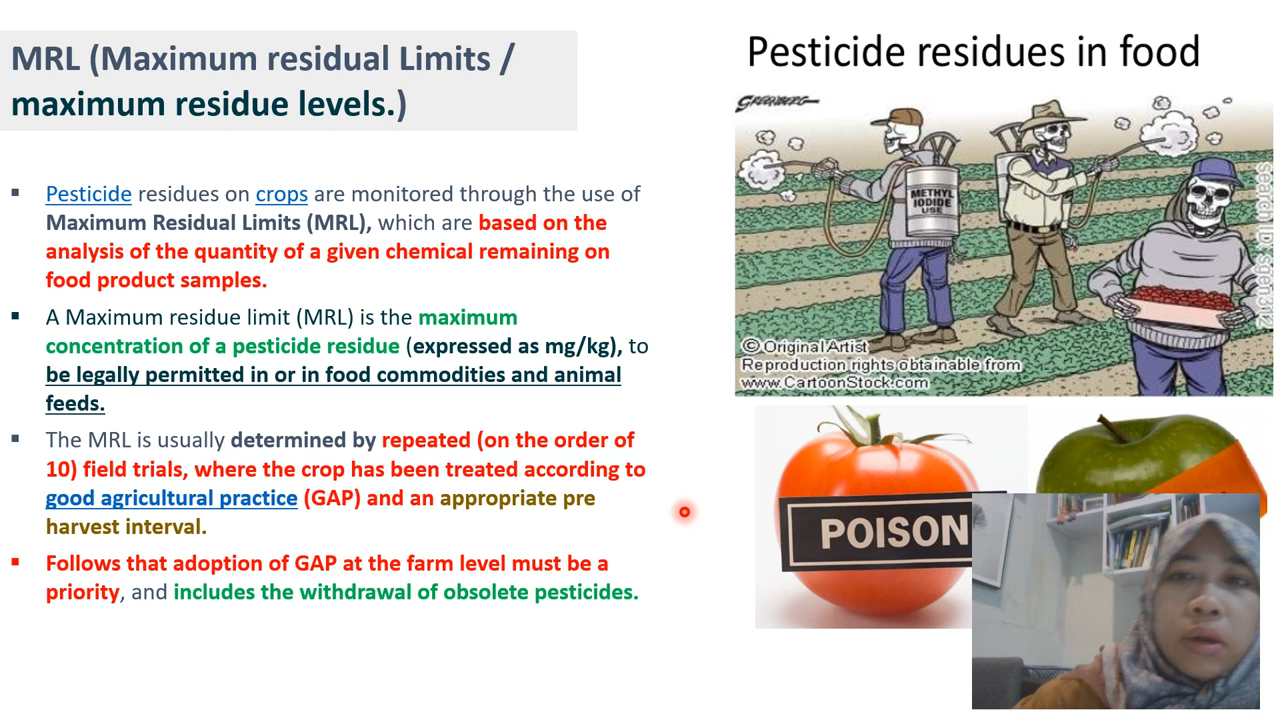 MRL (Maximum residual Limits /
maximum residue levels.)
▪ Pesticide residues on crops are monitored through the use of
Maximum Residual Limits (MRL), which are based on the
analysis of the quantity of a given chemical remaining on
food product samples.
▪ A Maximum residue limit (MRL) is the maximum
concentration of a pesticide residue (expressed as mg/kg), to
be legally permitted in or in food commodities and animal
feeds.
▪ The MRL is usually determined by repeated (on the order of
10) field trials, where the crop has been treated according to
good agricultural practice (GAP) and an appropriate pre
harvest interval.
▪ Follows that adoption of GAP at the farm level must be a
priority, and includes the withdrawal of obsolete pesticides.
Pesticide residues in food
GREENBERG
METHYL
IODIDE
USE
© Original Artist
Reproduction rights obtainable from
www.CartoonStock.com
POISON